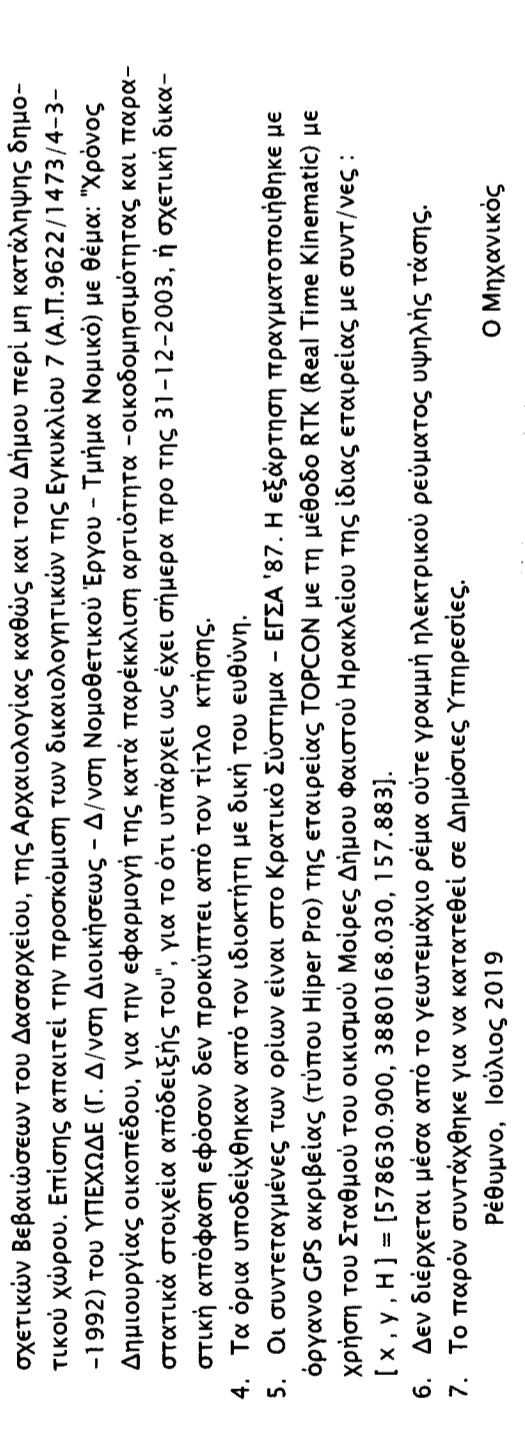 σχετικών Βεβαιώσεων του Δασαρχείου, της Αρχαιολογίας καθώς και του Δήμου περί μη κατάληψης δημο-
τικού χώρου. Επίσης απαιτεί την προσκόμιση των δικαιολογητικών της Εγκυκλίου 7 (Α.Π.9622/1473/4-3-
-1992) του ΥΠΕΧΩΔΕ (Γ. Δ/νση Διοικήσεως - Δ/νση Νομοθετικού Έργου - Τμήμα Νομικό) με θέμα: "Χρόνος
Δημιουργίας οικοπέδου, για την εφαρμογή της κατά παρέκκλιση αρτιότητα -οικοδομησιμότητας και παρα-
στατικά στοιχεία απόδειξής του", για το ότι υπάρχει ως έχει σήμερα προ της 31-12-2003, ή σχετική δικα-
στική απόφαση εφόσον δεν προκύπτει από τον τίτλο κτήσης.
4. Τα όρια υποδείχθηκαν από τον ιδιοκτήτη με δική του ευθύνη.
5. Οι συντεταγμένες των ορίων είναι στο Κρατικό Σύστημα - ΕΓΣΑ '87. Η εξάρτηση πραγματοποιήθηκε με
όργανο GPS ακριβείας (τύπου Hiper Pro) της εταιρείας TOPCON με τη μέθοδο RTK (Real Time Kinematic) με
χρήση του Σταθμού του οικισμού Μοίρες Δήμου Φαιστού Ηρακλείου της ίδιας εταιρείας με συντ/νες :
[ x , y , H ] = [578630.900, 3880168.030, 157.883].
6. Δεν διέρχεται μέσα από το γεωτεμάχιο ρέμα ούτε γραμμή ηλεκτρικού ρεύματος υψηλής τάσης.
7. Το παρόν συντάχθηκε για να κατατεθεί σε Δημόσιες Υπηρεσίες.
Ρέθυμνο, Ιούλιος 2019 Ο Μηχανικός